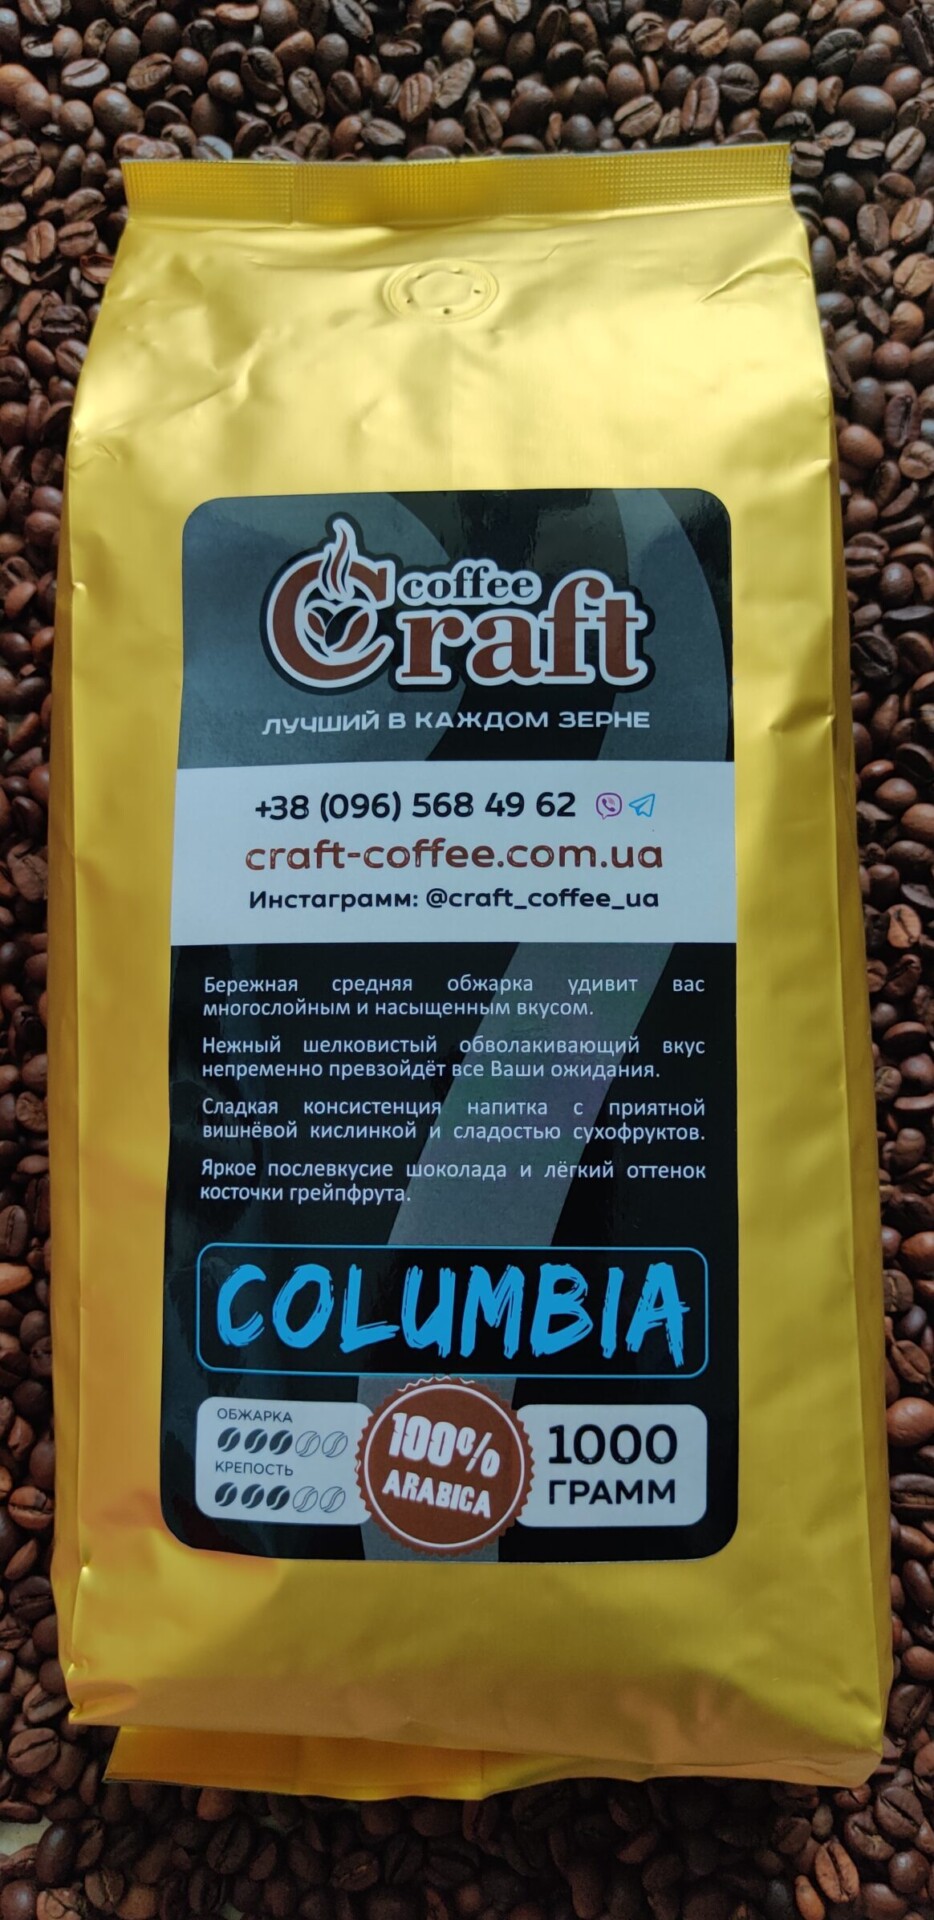 coffee
Craft
ЛУЧШИЙ В КАЖДОМ ЗЕРНЕ
+38 (096) 568 49 62
craft-coffee.com.ua
Инстаграмм: @craft_coffee_ua
Бережная средняя обжарка удивит вас
многослойным и насыщенным вкусом.
Нежный шелковистый обволакивающий вкус
непременно превзойдёт все Ваши ожидания.
Сладкая консистенция напитка с приятной
вишнёвой кислинкой и сладостью сухофруктов.
Яркое послевкусие шоколада и лёгкий оттенок
косточки грейпфрута.
COLUMBIA
ОБЖАРКА
КРЕПОСТЬ
100%
ARABICA
1000
ГРАММ